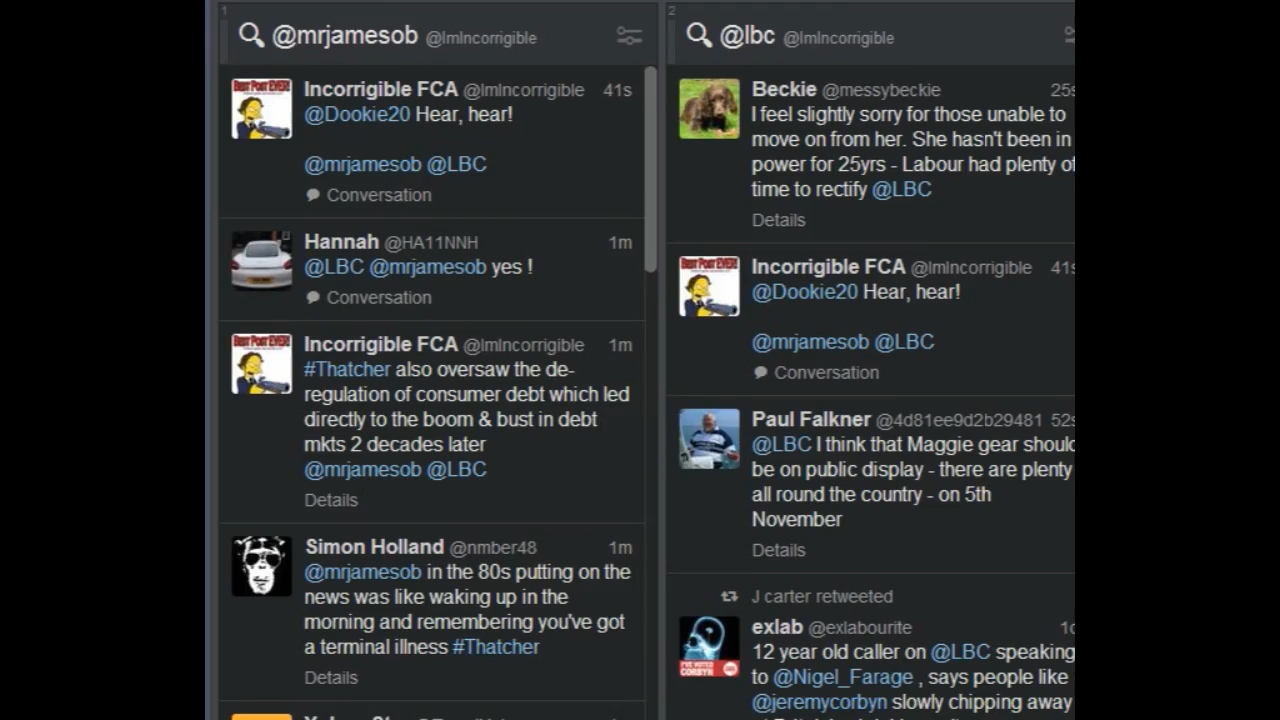 1
@mrjamesob @ImIncorrigible
Incorrigible FCA @ImIncorrigible 41s
@Dookie20 Hear, hear!
@mrjamesob @LBC
Conversation
Hannah @HA11NNH 1m
@LBC @mrjamesob yes !
Conversation
Incorrigible FCA @ImIncorrigible 1m
#Thatcher also oversaw the de-
regulation of consumer debt which led
directly to the boom & bust in debt
mkts 2 decades later
@mrjamesob @LBC
Details
Simon Holland @nmber48 1m
@mrjamesob in the 80s putting on the
news was like waking up in the
morning and remembering you've got
a terminal illness #Thatcher
Details
2
@lbc @ImIncorrigible
Beckie @messybeckie 25s
I feel slightly sorry for those unable to
move on from her. She hasn't been in
power for 25yrs - Labour had plenty of
time to rectify @LBC
Details
Incorrigible FCA @ImIncorrigible 41s
@Dookie20 Hear, hear!
@mrjamesob @LBC
Conversation
Paul Falkner @4d81ee9d2b29481 52s
@LBC I think that Maggie gear should
be on public display - there are plenty
all round the country - on 5th
November
Details
J carter retweeted
exlab @exlabourite
12 year old caller on @LBC speaking
to @Nigel_Farage , says people like
@jeremycorbyn slowly chipping away